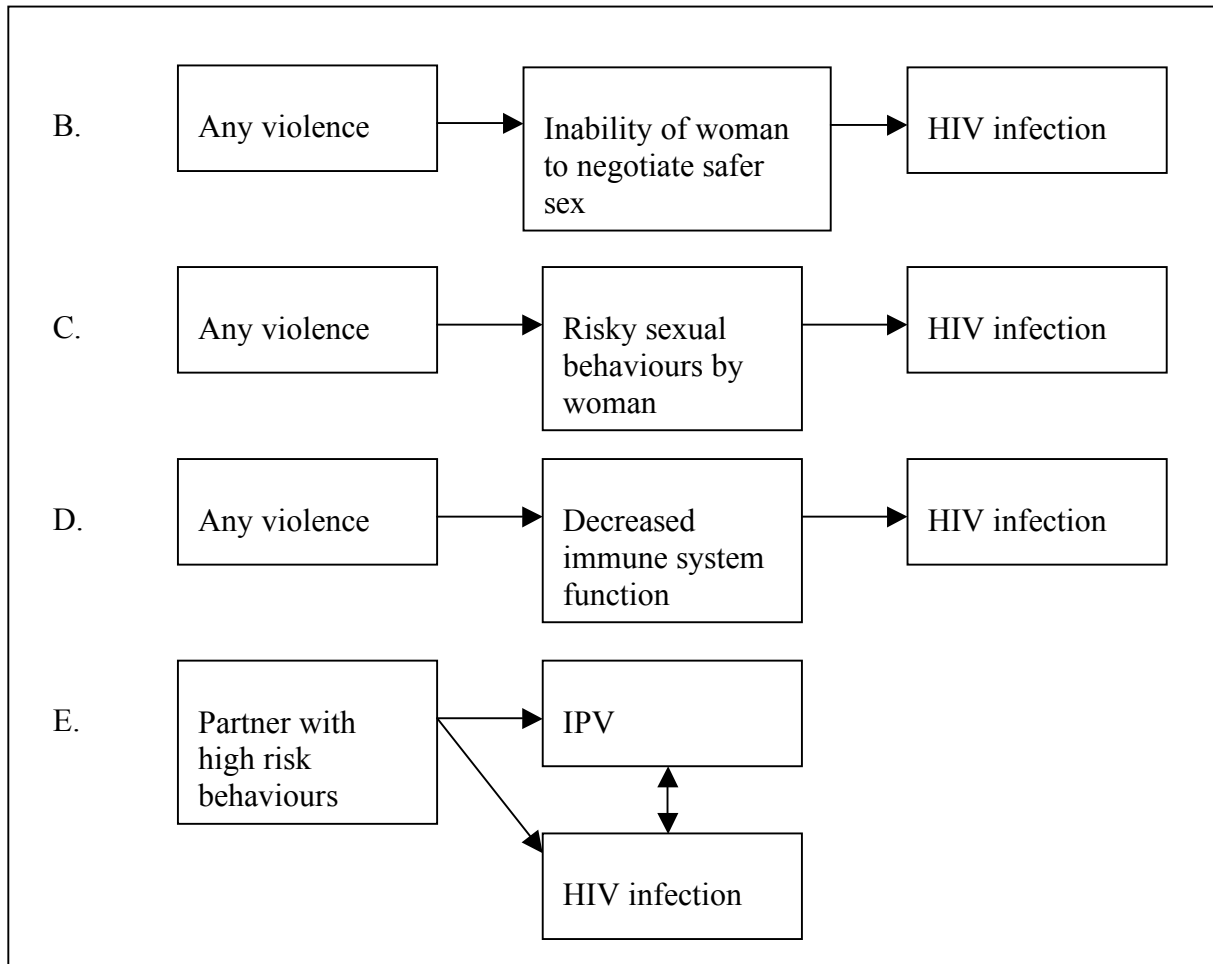 B.
Any violence
Inability of woman
to negotiate safer
sex
HIV infection
C.
Any violence
Risky sexual
behaviours by
woman
HIV infection
D.
Any violence
Decreased
immune system
function
HIV infection
E.
Partner with
high risk
behaviours
IPV
HIV infection